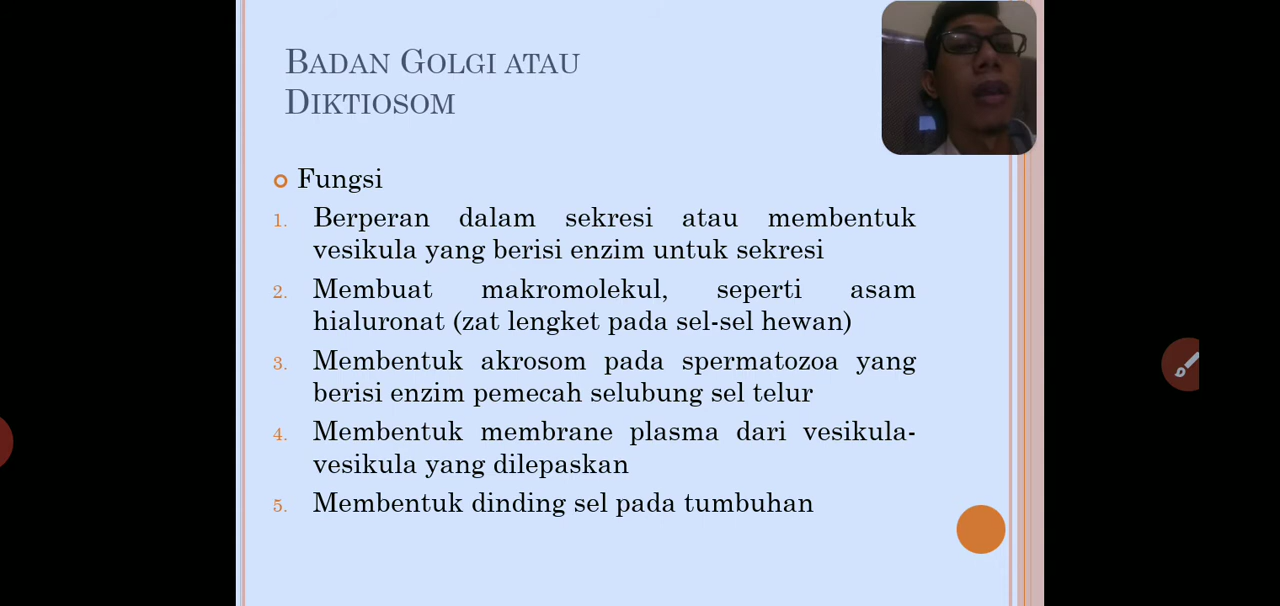 BADAN GOLGI ATAU
DIKTIOSOM
Fungsi
1. Berperan dalam sekresi atau membentuk
vesikula yang berisi enzim untuk sekresi
2. Membuat makromolekul, seperti asam
hialuronat (zat lengket pada sel-sel hewan)
3. Membentuk akrosom pada spermatozoa yang
berisi enzim pemecah selubung sel telur
4. Membentuk membrane plasma dari vesikula-
vesikula yang dilepaskan
5. Membentuk dinding sel pada tumbuhan